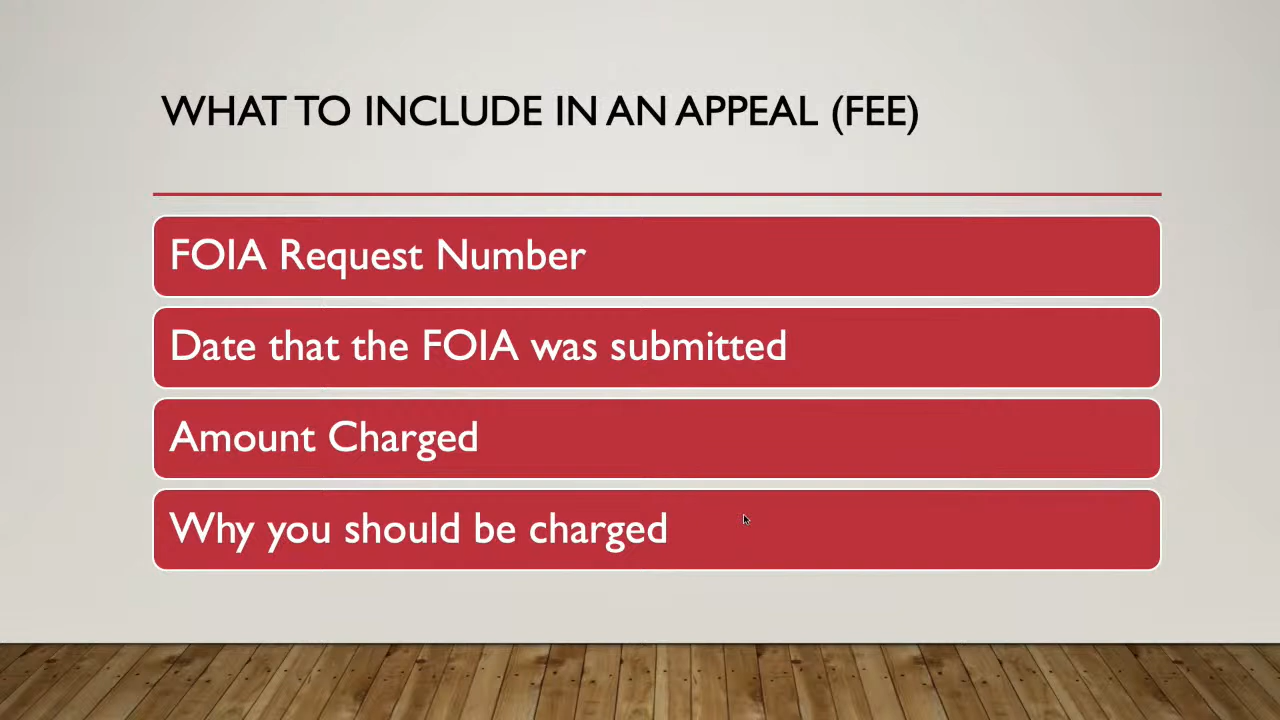 WHAT TO INCLUDE IN AN APPEAL (FEE)
FOIA Request Number
Date that the FOIA was submitted
Amount Charged
Why you should be charged